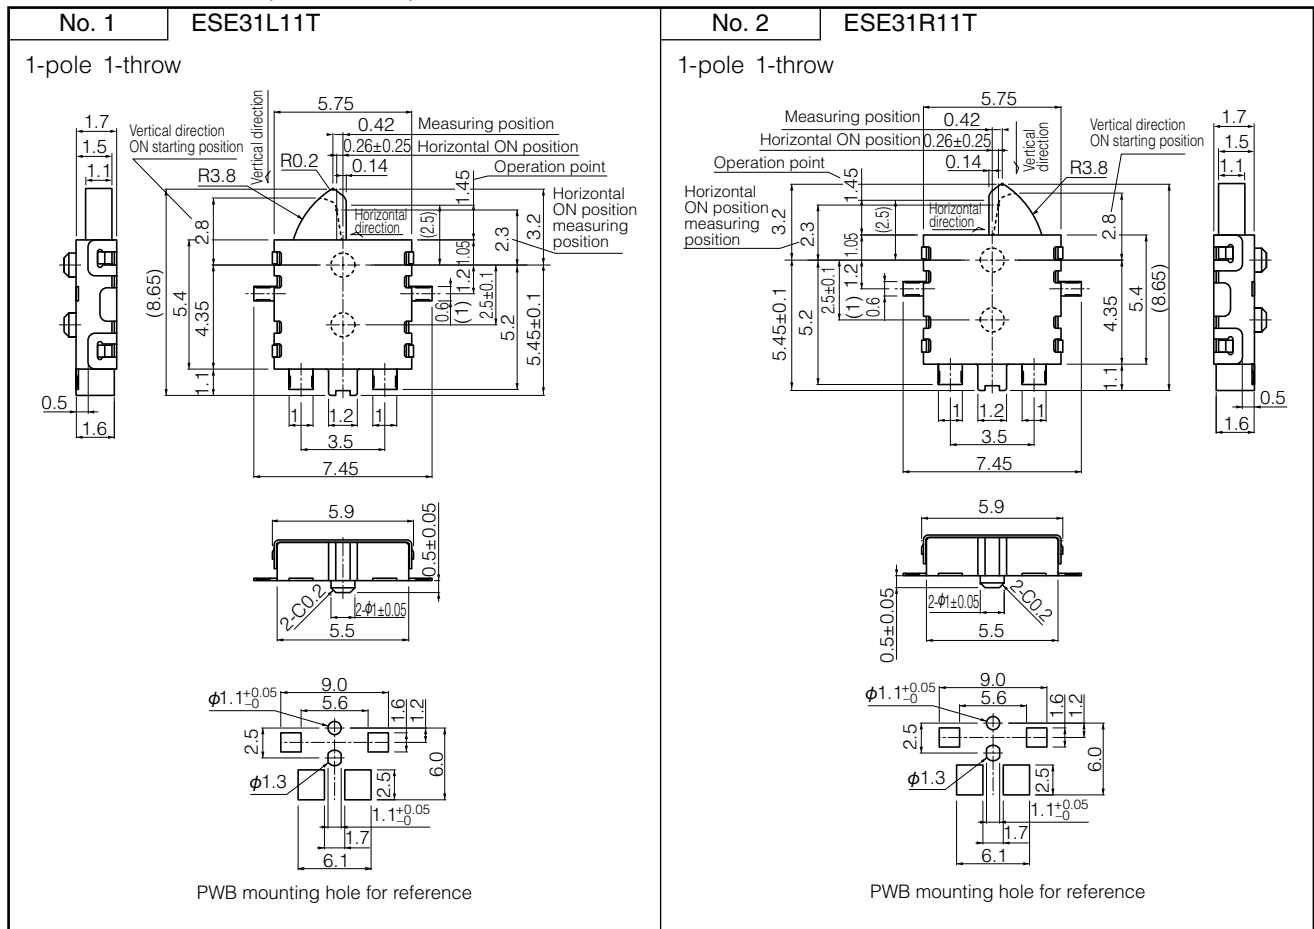 No. 1
ESE31L11T
1-pole 1-throw
5.75
Vertical direction
0.42
Measuring position
0.26±0.25
Horizontal ON position
0.14
Operation point
Vertical direction
ON starting position
R0.2
R3.8
1.7
1.5
1.1
1.45
Horizontal
ON position
measuring
position
Horizontal
direction
(2.5)
3.2
2.3
2.8
1.05
1.2
(8.65)
5.4
4.35
0.6
(1)
2.5±0.1
5.2
5.45±0.1
1.1
0.5
1.6
1
1.2
1
3.5
7.45
5.9
0.5±0.05
2-C0.2
2-ϕ1±0.05
5.5
ϕ1.1+0.05 -0
9.0
5.6
1.6
1.2
2.5
6.0
ϕ1.3
2.5
1.1+0.05 -0
1.7
6.1
PWB mounting hole for reference
No. 2
ESE31R11T
1-pole 1-throw
5.75
Measuring position
0.42
Horizontal ON position
0.26±0.25
Operation point
0.14
Vertical
direction
Vertical direction
ON starting position
R3.8
1.7
1.5
1.1
1.45
Horizontal
ON position
measuring
position
Horizontal
direction
3.2
2.3
(2.5)
2.8
1.05
1.2
2.5±0.1
(1)
0.6
5.45±0.1
5.2
4.35
5.4
(8.65)
1.1
0.5
1.6
1
1.2
1
3.5
7.45
5.9
0.5±0.05
2-ϕ1±0.05
2-C0.2
5.5
ϕ1.1+0.05 -0
9.0
5.6
1.6
1.2
2.5
6.0
ϕ1.3
2.5
1.1+0.05 -0
1.7
6.1
PWB mounting hole for reference